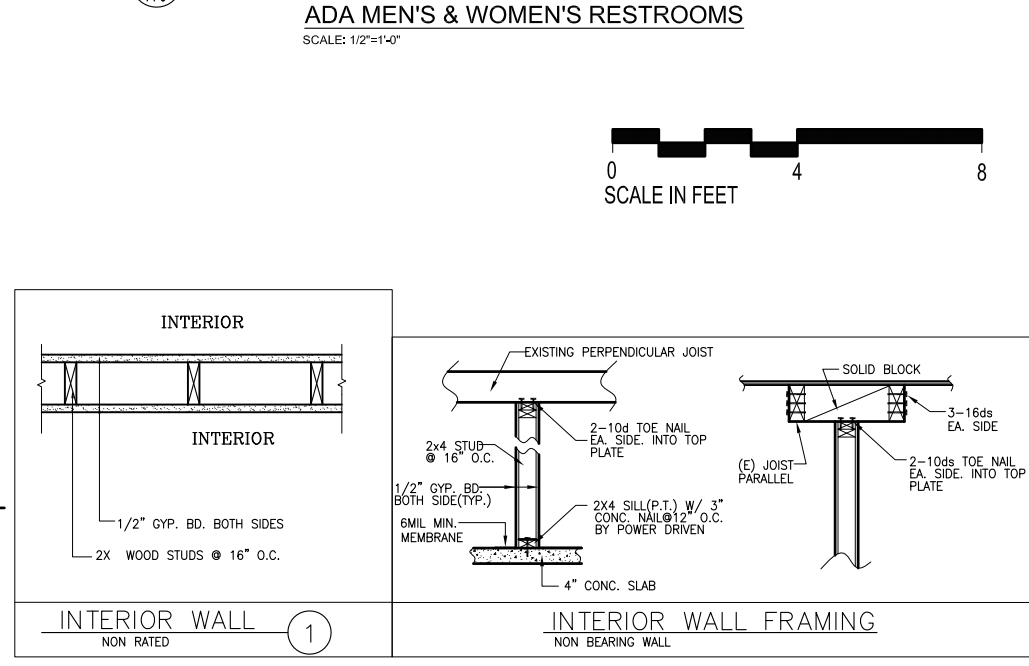 ADA MEN'S & WOMEN'S RESTROOMS
SCALE: 1/2"=1'-0"
0 4 8
SCALE IN FEET
INTERIOR
INTERIOR
1/2" GYP. BD. BOTH SIDES
2X WOOD STUDS @ 16" O.C.
INTERIOR WALL
NON RATED
1
EXISTING PERPENDICULAR JOIST
2-10d TOE NAIL
EA. SIDE. INTO TOP
PLATE
2x4 STUD
@ 16" O.C.
1/2" GYP. BD.
BOTH SIDE(TYP.)
6MIL MIN.
MEMBRANE
2X4 SILL(P.T.) W/ 3"
CONC. NAIL@12" O.C.
BY POWER DRIVEN
4" CONC. SLAB
SOLID BLOCK
3-16ds
EA. SIDE
(E) JOIST
PARALLEL
2-10ds TOE NAIL
EA. SIDE. INTO TOP
PLATE
INTERIOR WALL FRAMING
NON BEARING WALL